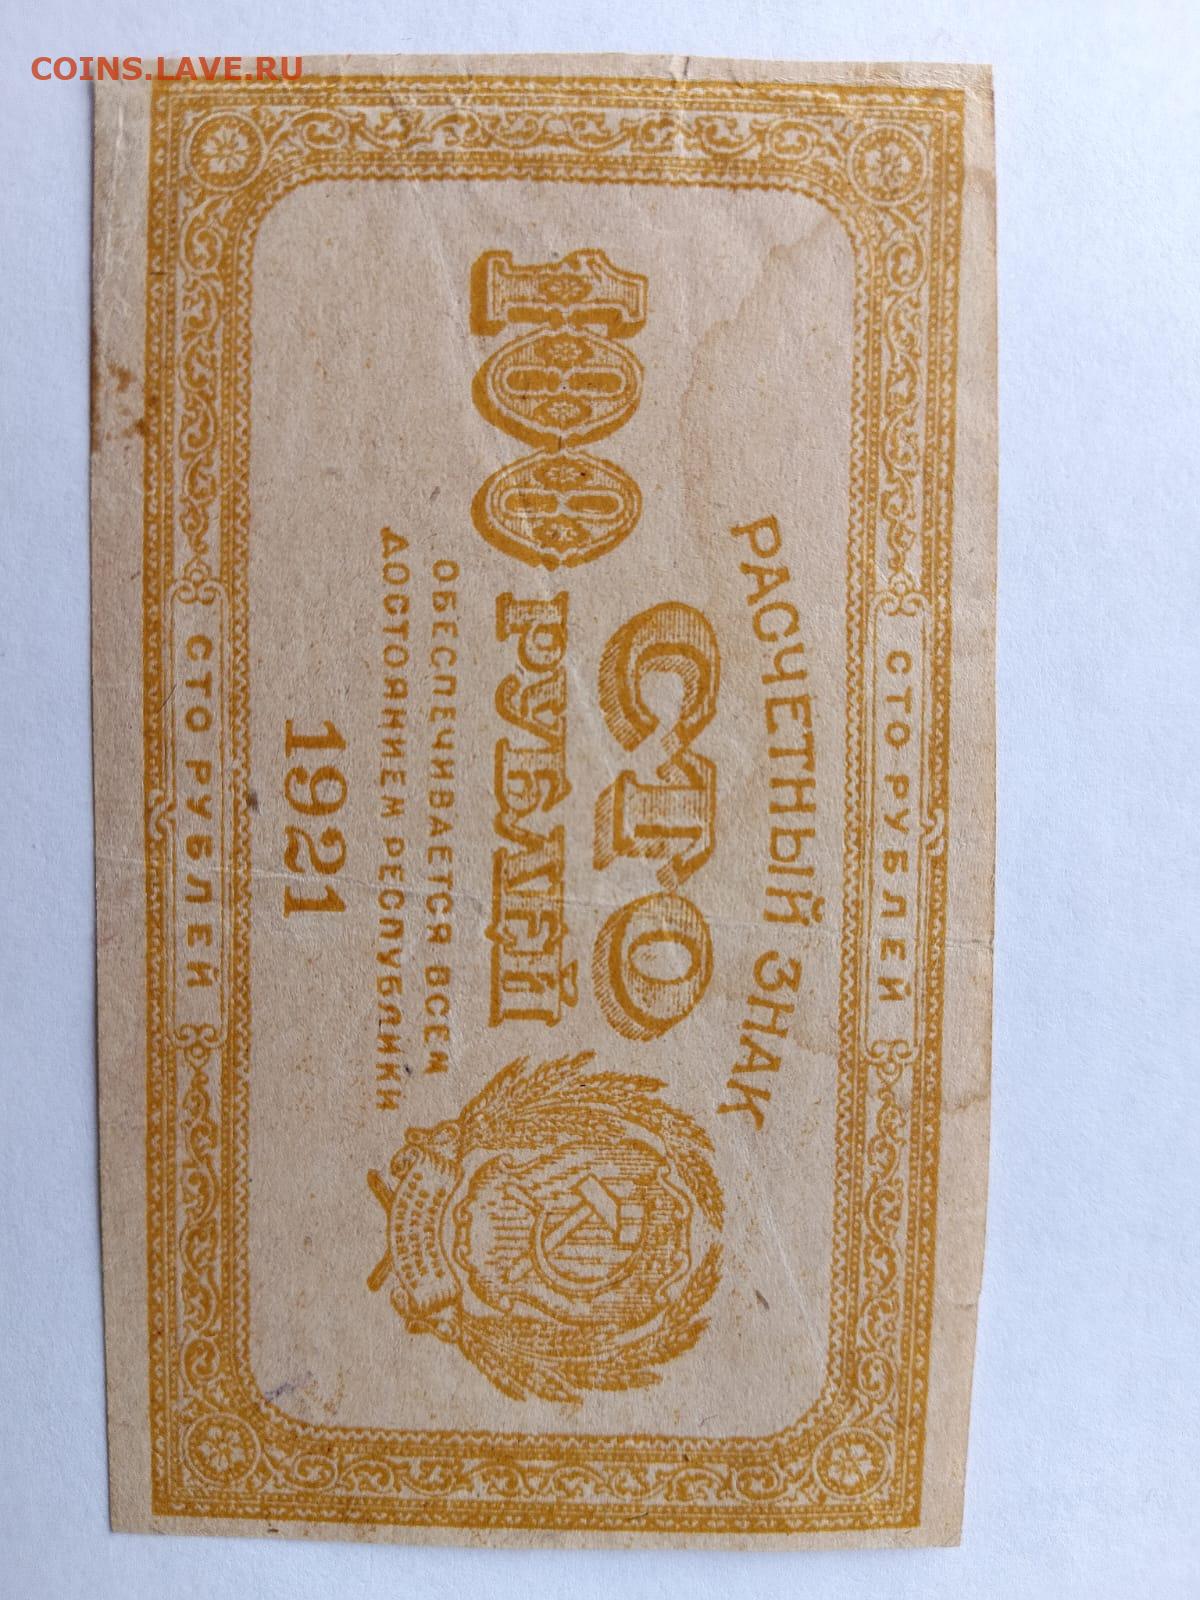 COINS.LAVE.RU
СТО РУБЛЕЙ
РАСЧЕТНЫЙ ЗНАК
СТО
100 РУБЛЕЙ
ОБЕСПЕЧИВАЕТСЯ ВСЕМ
ДОСТОЯНИЕМ РЕСПУБЛИКИ
1921
СТО РУБЛЕЙ